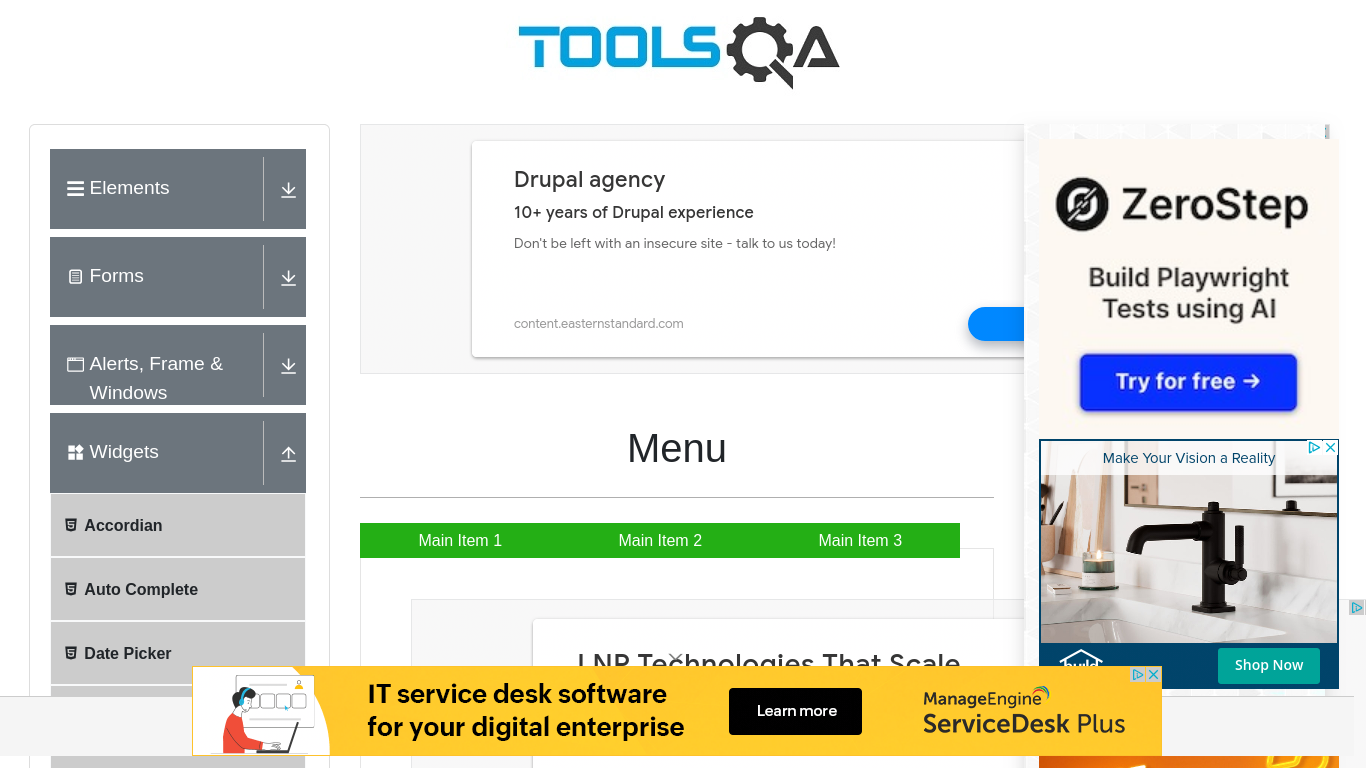 TOOLSQA
Elements
Forms
Alerts, Frame &
Windows
Widgets
Accordian
Auto Complete
Date Picker
Drupal agency
10+ years of Drupal experience
Don't be left with an insecure site - talk to us today!
content.easternstandard.com
Menu
Main Item 1
Main Item 2
Main Item 3
LNP Technologies That Scale
ZeroStep
Build Playwright
Tests using AI
Try for free →
Make Your Vision a Reality
build
Shop Now
IT service desk software
for your digital enterprise
Learn more
ManageEngine
ServiceDesk Plus